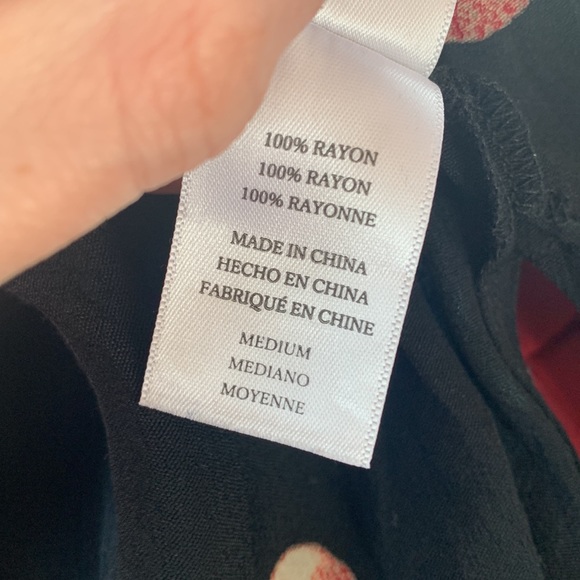 100% RAYON
100% RAYON
100% RAYONNE
MADE IN CHINA
HECHO EN CHINA
FABRIQUÉ EN CHINE
MEDIUM
MEDIANO
MOYENNE